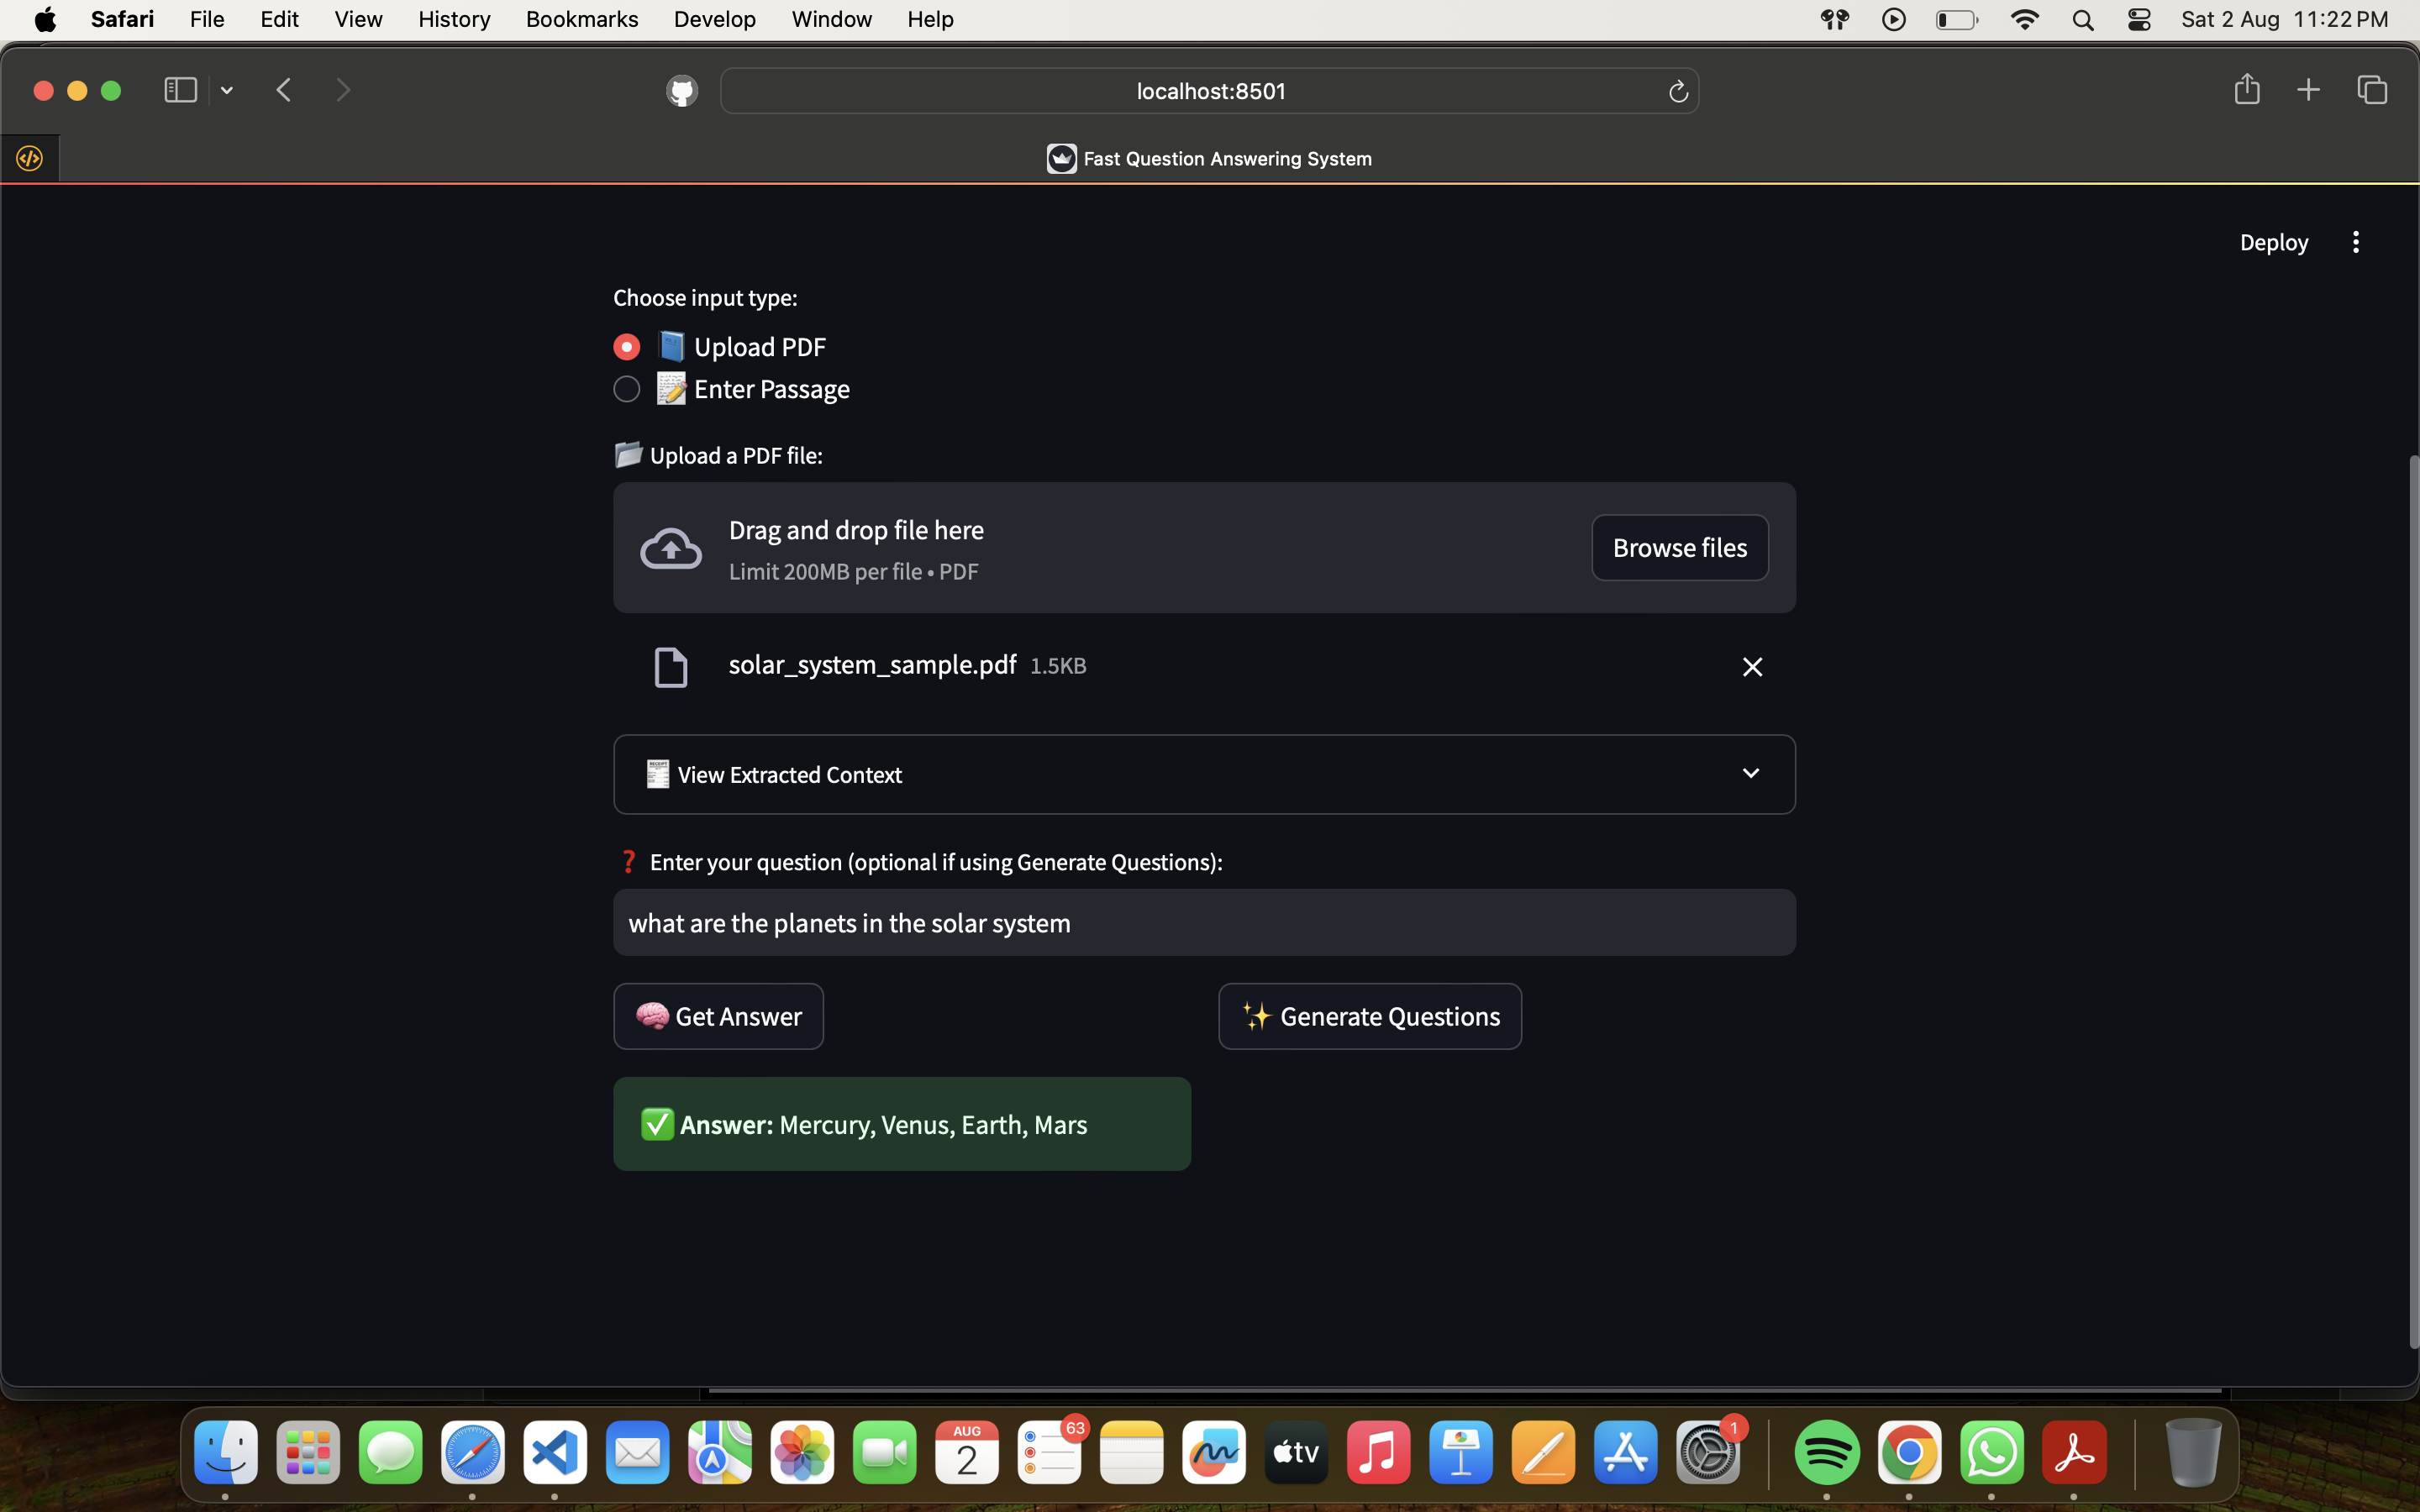 Safari File Edit View History Bookmarks Develop Window Help Sat 2 Aug 11:22 PM
localhost:8501
Fast Question Answering System
Deploy
Choose input type:
Upload PDF
Enter Passage
Upload a PDF file:
Drag and drop file here
Limit 200MB per file • PDF
Browse files
solar_system_sample.pdf 1.5KB
View Extracted Context
❓ Enter your question (optional if using Generate Questions):
what are the planets in the solar system
Get Answer
Generate Questions
Answer: Mercury, Venus, Earth, Mars
AUG
2
63
tv
1